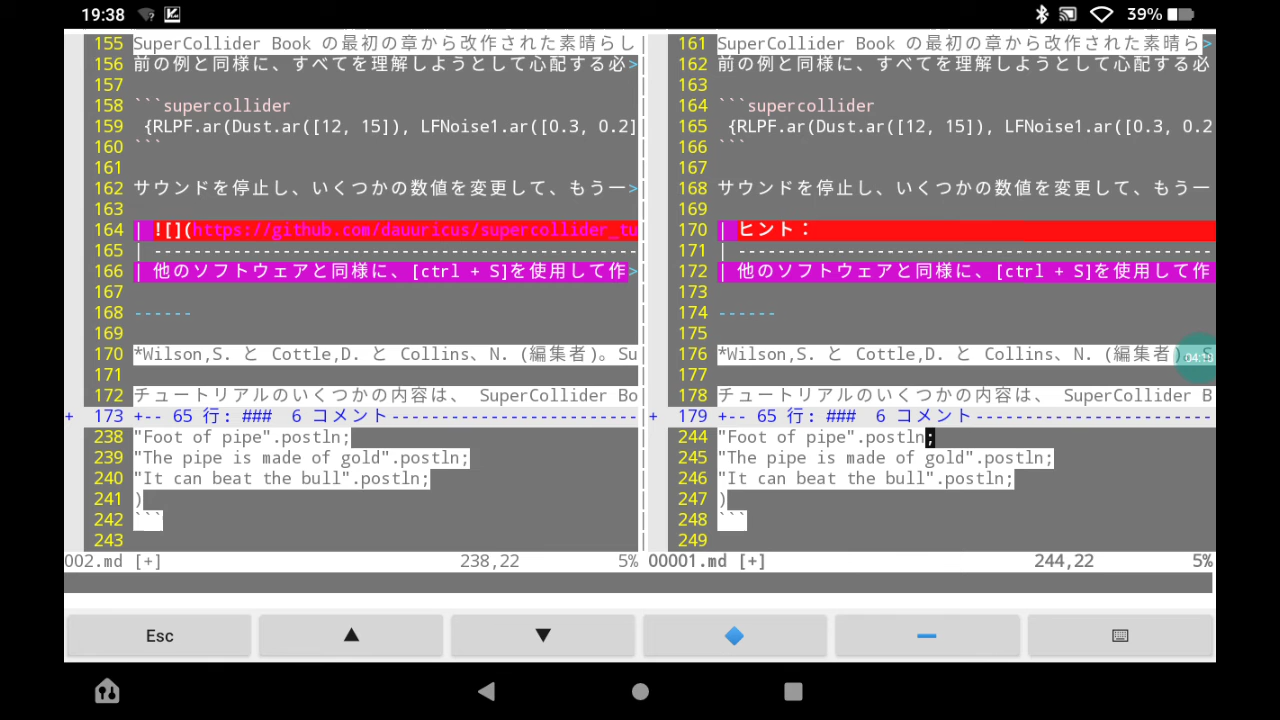 19:38
39%
155 SuperCollider Book の最初の章から改作された素晴らし
156 前の例と同様に、すべてを理解しようとして心配する必>
157
158 ```supercollider
159  {RLPF.ar(Dust.ar([12, 15]), LFNoise1.ar([0.3, 0.2]
160 ```
161
162 サウンドを停止し、いくつかの数値を変更して、もう一>
163
164 | ![](https://github.com/dauuricus/supercollider_tu
165 | -------------------------------------------------
166 | 他のソフトウェアと同様に、[ctrl + S]を使用して作>
167
168 ------
169
170 *Wilson,S. と Cottle,D. と Collins、N. (編集者)。Su
171
172 チュートリアルのいくつかの内容は、 SuperCollider Bo
+ 173 +-- 65 行: ###  6 コメント-------------------------
238 "Foot of pipe".postln;
239 "The pipe is made of gold".postln;
240 "It can beat the bull".postln;
241 )
242 ```
243
002.md [+] 238,22 5%
161 SuperCollider Book の最初の章から改作された素晴ら>
162 前の例と同様に、すべてを理解しようとして心配する必
163
164 ```supercollider
165  {RLPF.ar(Dust.ar([12, 15]), LFNoise1.ar([0.3, 0.2
166 ```
167
168 サウンドを停止し、いくつかの数値を変更して、もう一
169
170 | ヒント：
171 | ------------------------------------------------
172 | 他のソフトウェアと同様に、[ctrl + S]を使用して作
173
174 ------
175
176 *Wilson,S. と Cottle,D. と Collins、N. (編集者)。S
04:10
177
178 チュートリアルのいくつかの内容は、 SuperCollider B
+ 179 +-- 65 行: ###  6 コメント------------------------
244 "Foot of pipe".postln;
245 "The pipe is made of gold".postln;
246 "It can beat the bull".postln;
247 )
248 ```
249
00001.md [+] 244,22 5%
Esc